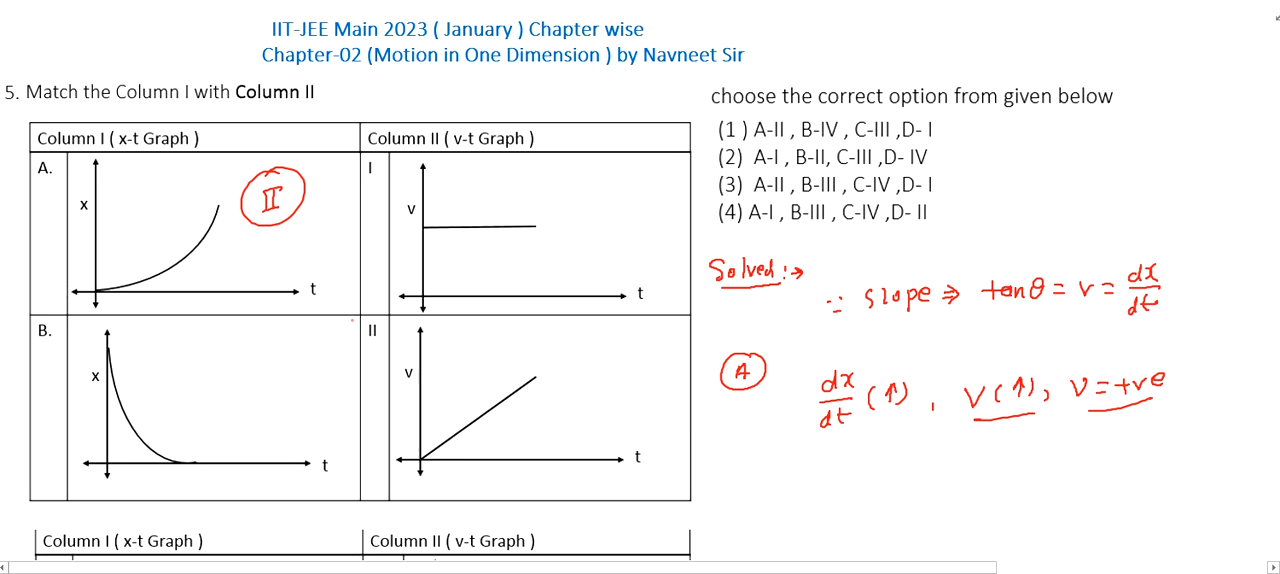 IIT-JEE Main 2023 ( January ) Chapter wise
Chapter-02 (Motion in One Dimension ) by Navneet Sir
5. Match the Column I with Column II
Column I ( x-t Graph )
Column II ( v-t Graph )
A.
x
t
II
I
v
t
B.
x
t
II
v
t
Column I ( x-t Graph )
Column II ( v-t Graph )
choose the correct option from given below
(1 ) A-II , B-IV , C-III ,D- I
(2) A-I , B-II, C-III ,D- IV
(3) A-II , B-III , C-IV ,D- I
(4) A-I , B-III , C-IV ,D- II
Solved :→
∵ slope ⇒ tanθ = v = dx/dt
A
dx/dt (↑) , v(↑), v=+ve